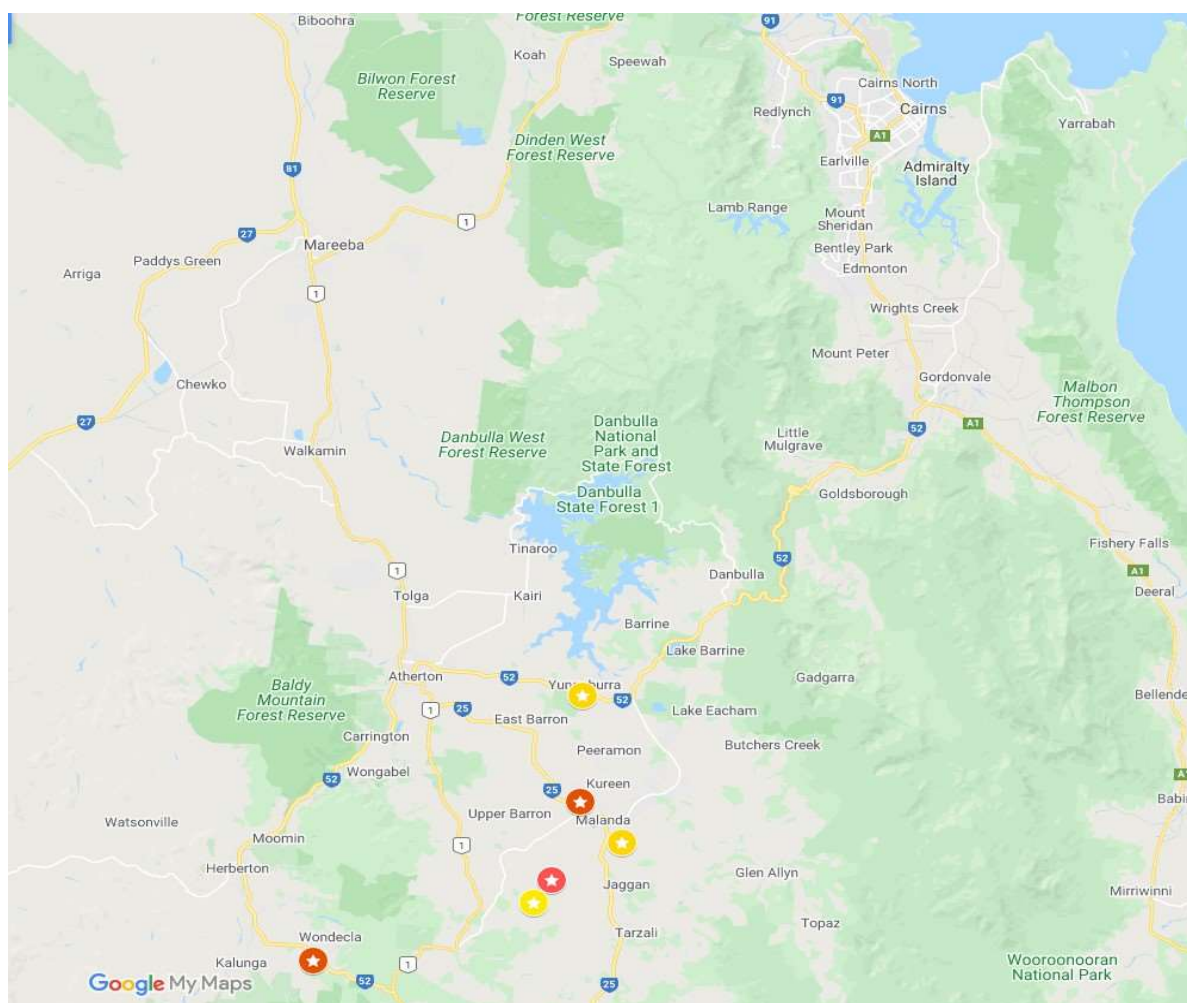 Biboohra
Forest Reserve
91
Koah
Speewah
Bilwon Forest
Reserve
Cairns North
91
Cairns
Redlynch
Yarrabah
A1
Dinden West
Forest Reserve
Earlville
Admiralty
Island
81
Lamb Range
Mount
Sheridan
1
27
Mareeba
Bentley Park
Paddys Green
Edmonton
Arriga
1
Wrights Creek
Mount Peter
Chewko
Gordonvale
Malbon
Thompson
Forest Reserve
27
Danbulla
National
Park and
State Forest
52
A1
Danbulla West
Forest Reserve
Little
Mulgrave
Walkamin
Danbulla
State Forest 1
Goldsborough
Fishery Falls
Tinaroo
52
1
Danbulla
A1
Deeral
Tolga
Kairi
Barrine
Lake Barrine
Atherton
52
Gadgarra
Baldy
Mountain
Forest Reserve
52
Bellende
1
25
Lake Eacham
East Barron
Carrington
Peeramon
Butchers Creek
Wongabel
52
Kureen
A1
25
Babin
Watsonville
Upper Barron
Malanda
Moomin
1
Herberton
Glen Allyn
Jaggan
Mirriwinni
Topaz
Wondecla
Tarzali
Kalunga
1
Wooroonooran
National Park
52
25
Google My Maps